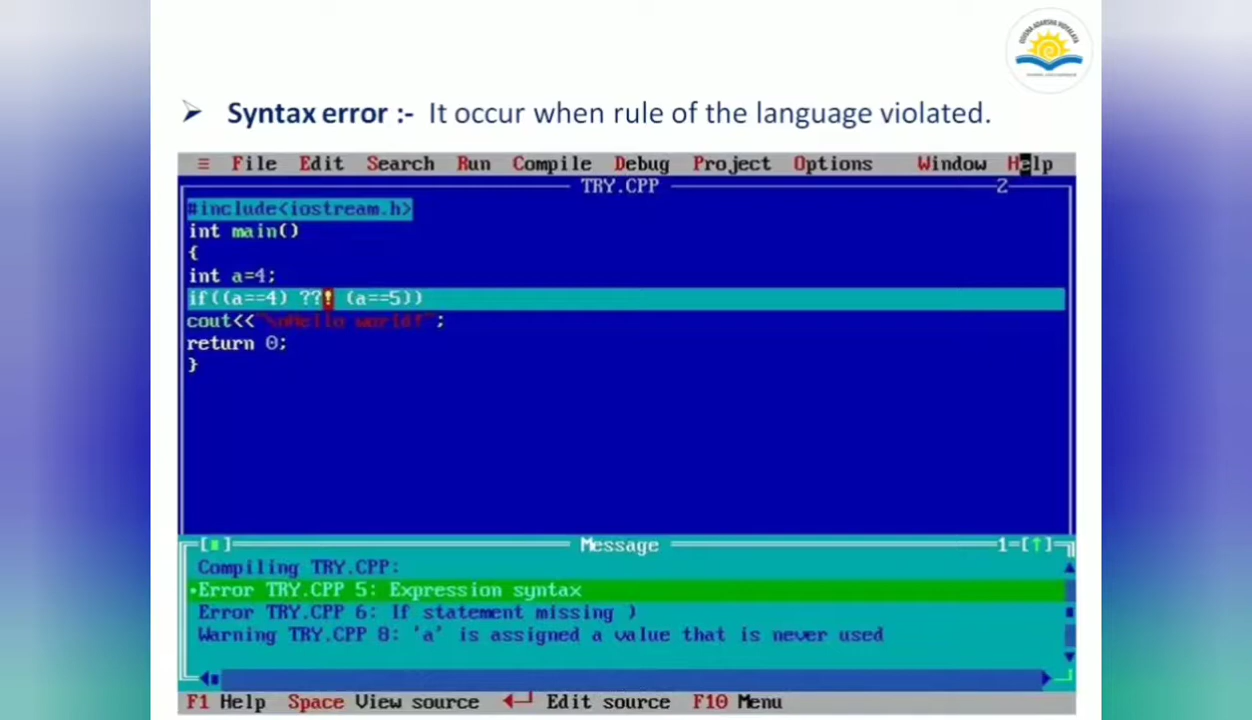 ➢ Syntax error :- It occur when rule of the language violated.
≡ File Edit Search Run Compile Debug Project Options Window Help
TRY.CPP 2
#include<iostream.h>
int main()
{
int a=4;
if((a==4) ??! (a==5))
cout<<"\nHello world!";
return 0;
}
[■] Message 1=[↑]
Compiling TRY.CPP:
•Error TRY.CPP 5: Expression syntax
Error TRY.CPP 6: If statement missing )
Warning TRY.CPP 8: 'a' is assigned a value that is never used
F1 Help Space View source ←┘ Edit source F10 Menu